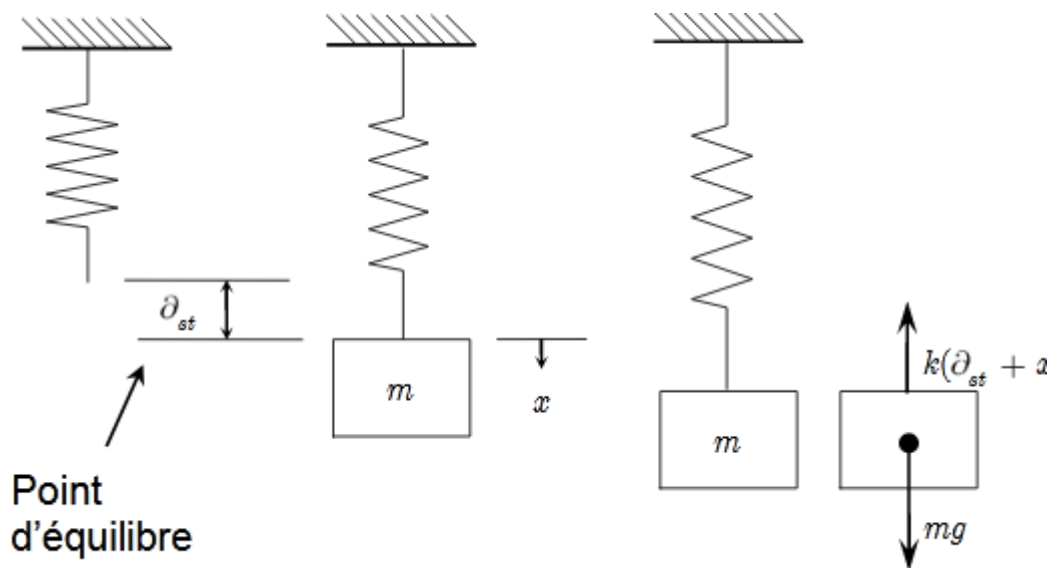 ∂st
m
x
m
k(∂st + x
mg
Point
d’équilibre